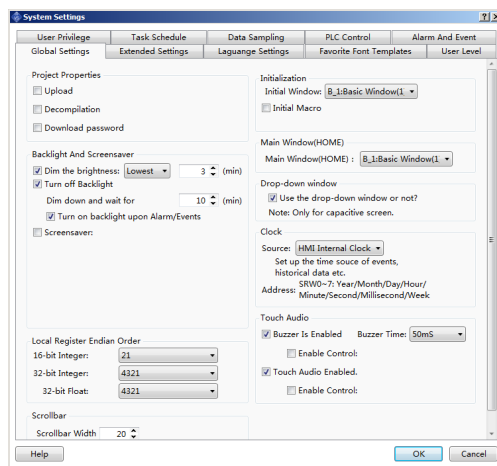 System Settings
User Privilege Task Schedule Data Sampling PLC Control Alarm And Event
Global Settings Extended Settings Laguange Settings Favorite Font Templates User Level
Project Properties
Upload
Decompilation
Download password
Backlight And Screensaver
Dim the brightness: Lowest 3 (min)
Turn off Backlight
Dim down and wait for 10 (min)
Turn on backlight upon Alarm/Events
Screensaver:
Local Register Endian Order
16-bit Integer: 21
32-bit Integer: 4321
32-bit Float: 4321
Scrollbar
Scrollbar Width 20
Initialization
Initial Window: B_1:Basic Window(1
Initial Macro
Main Window(HOME)
Main Window(HOME) : B_1:Basic Window(1
Drop-down window
Use the drop-down window or not?
Note: Only for capacitive screen.
Clock
Source: HMI Internal Clock
Set up the time souce of events,
historical data etc.
Address: SRW0~7: Year/Month/Day/Hour/
Minute/Second/Millisecond/Week
Touch Audio
Buzzer Is Enabled Buzzer Time: 50mS
Enable Control:
Touch Audio Enabled.
Enable Control:
Help OK Cancel